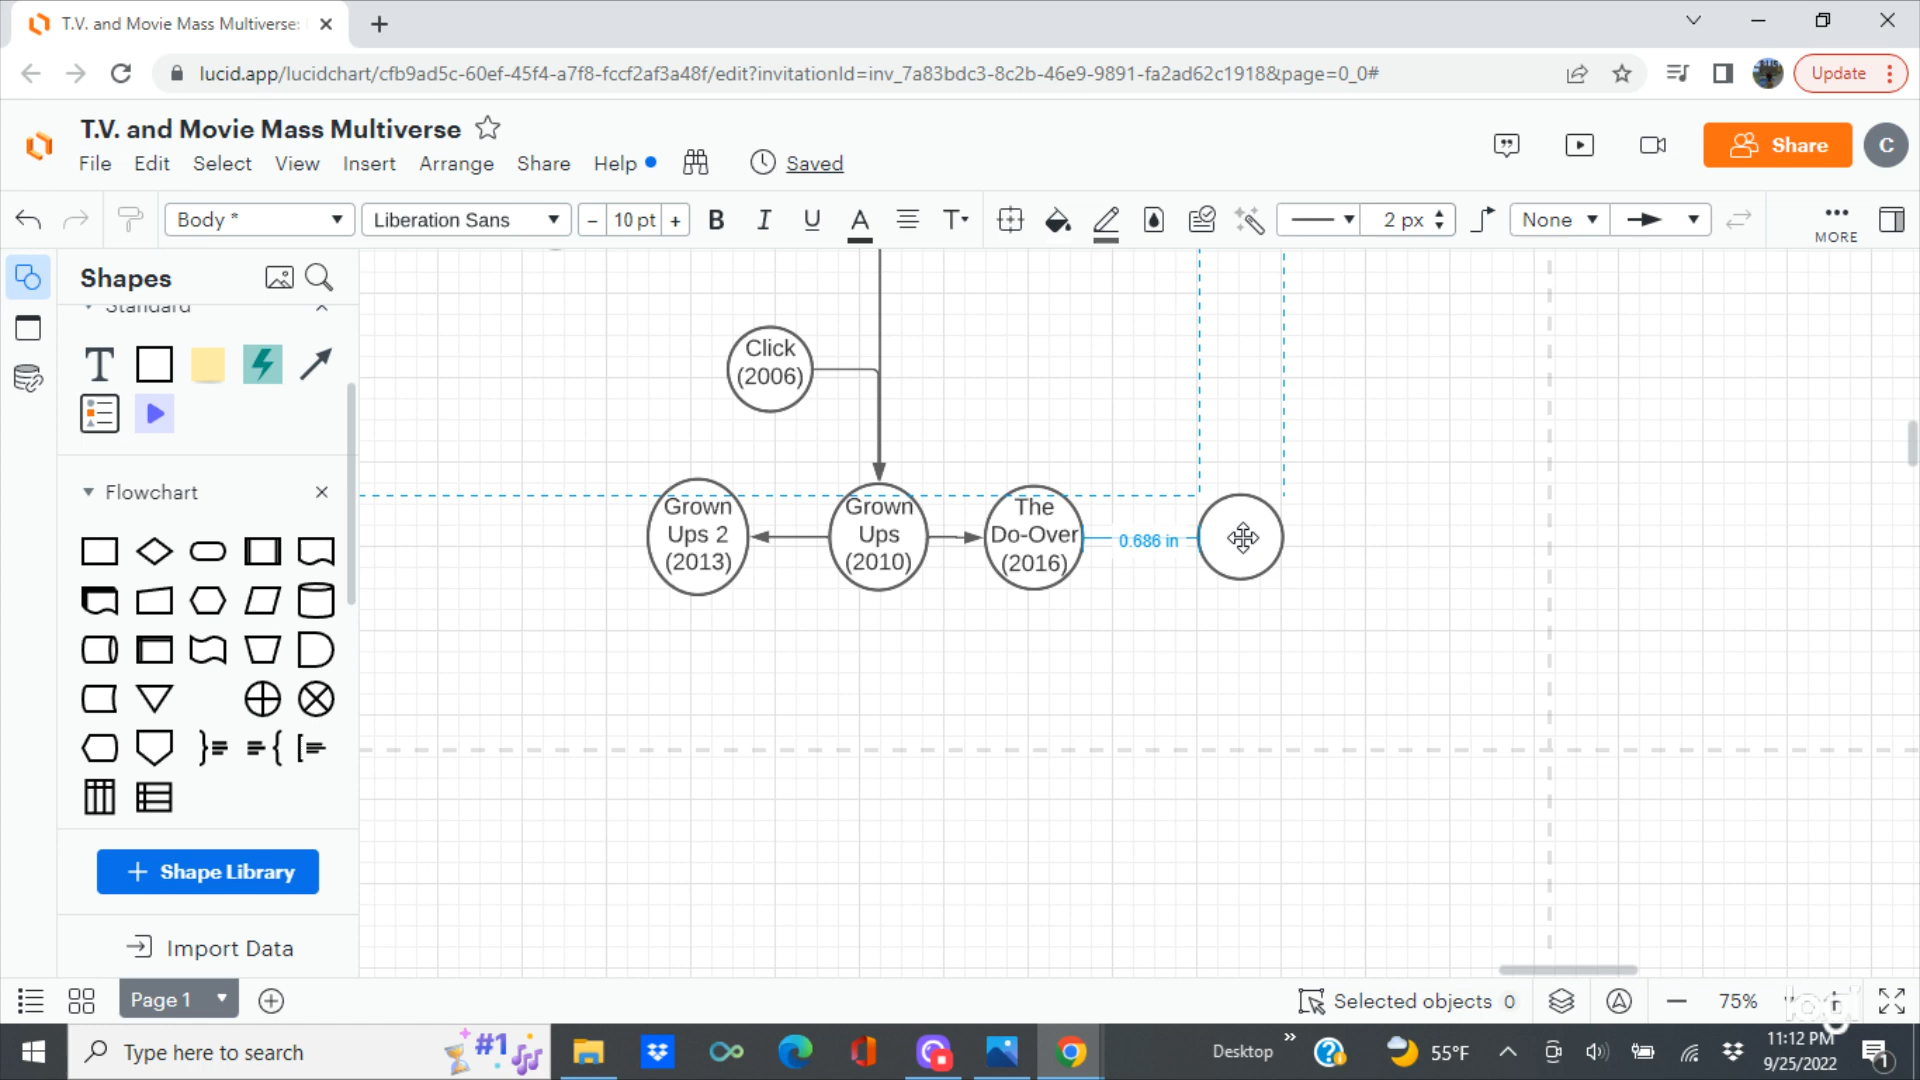 T.V. and Movie Mass Multiverse:
lucid.app/lucidchart/cfb9ad5c-60ef-45f4-a7f8-fccf2af3a48f/edit?invitationId=inv_7a83bdc3-8c2b-46e9-9891-fa2ad62c1918&page=0_0#
Update
T.V. and Movie Mass Multiverse
File Edit Select View Insert Arrange Share Help Saved
Share
C
Body *
Liberation Sans
10 pt
B I U A T
2 px
None
MORE
Shapes
Standard
T
Flowchart
Click
(2006)
Grown
Ups 2
(2013)
Grown
Ups
(2010)
The
Do-Over
(2016)
0.686 in
Shape Library
Import Data
Page 1
Selected objects 0
75%
logi
Type here to search
#1
Desktop
55°F
11:12 PM
9/25/2022
1